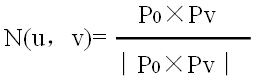 N(u，v)= P₀×Pv / ｜P₀×Pv｜